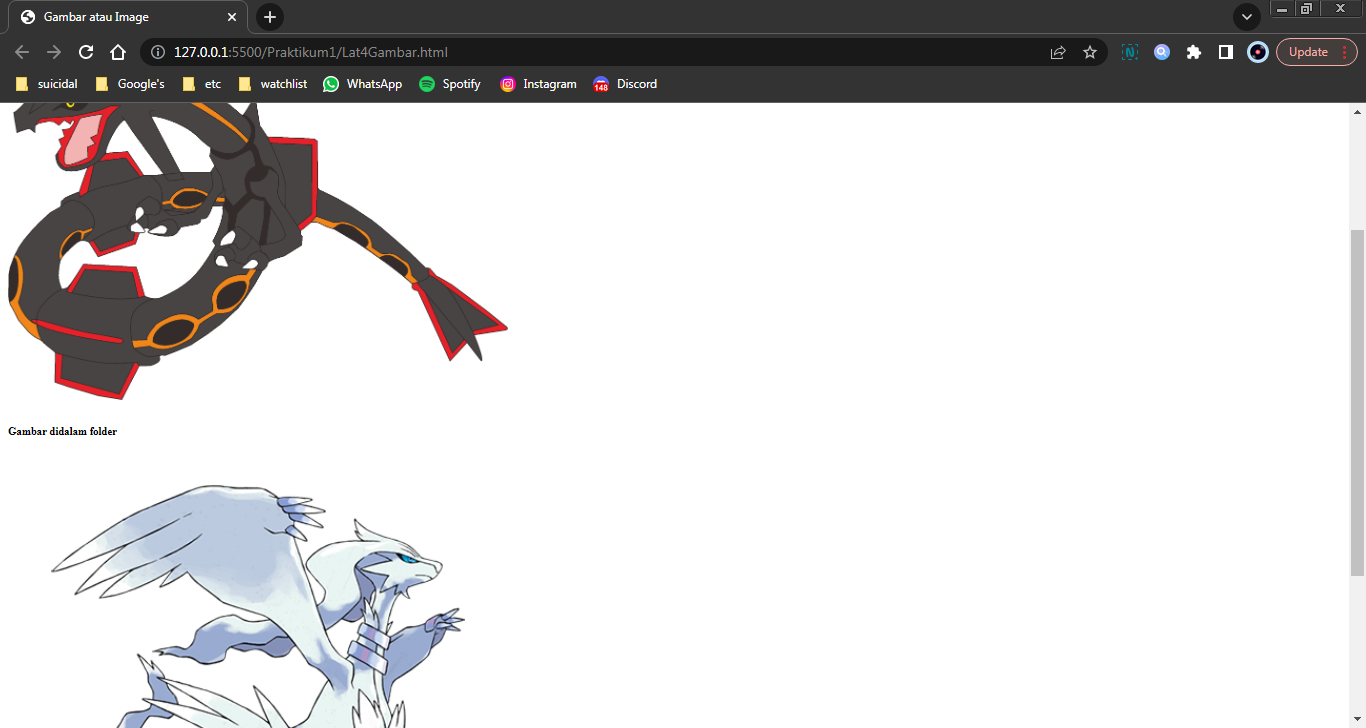 Gambar atau Image
127.0.0.1:5500/Praktikum1/Lat4Gambar.html
N
Update
suicidal
Google's
etc
watchlist
WhatsApp
Spotify
Instagram
148
Discord
Gambar didalam folder